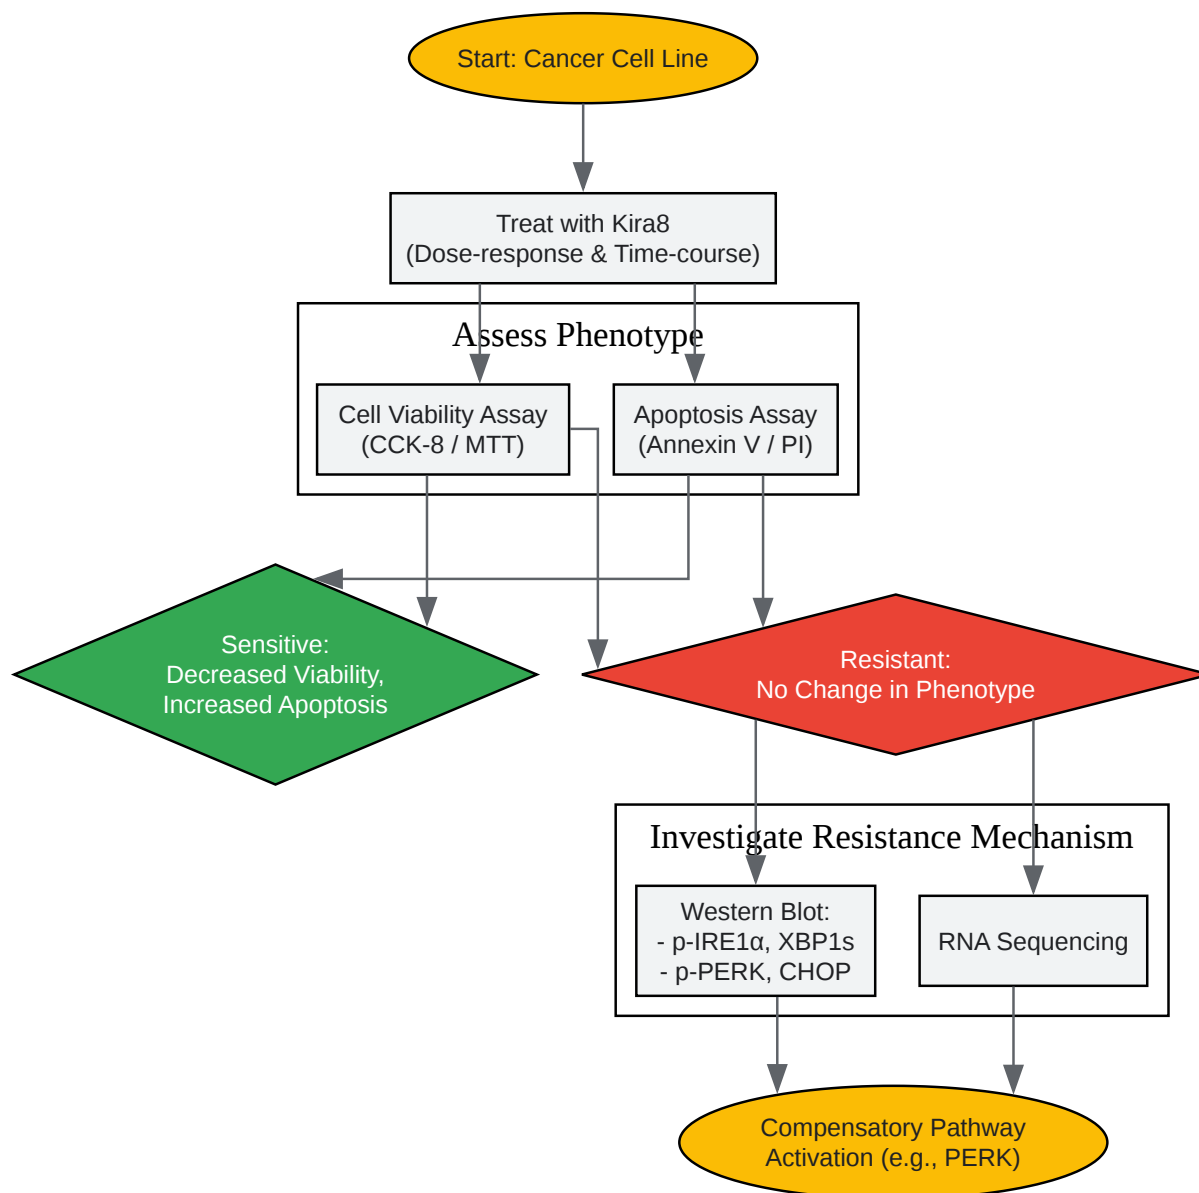 Start: Cancer Cell Line
Treat with Kira8
(Dose-response & Time-course)
Assess Phenotype
Cell Viability Assay
(CCK-8 / MTT)
Apoptosis Assay
(Annexin V / PI)
Sensitive:
Decreased Viability,
Increased Apoptosis
Resistant:
No Change in Phenotype
Investigate Resistance Mechanism
Western Blot:
- p-IRE1α, XBP1s
- p-PERK, CHOP
RNA Sequencing
Compensatory Pathway
Activation (e.g., PERK)